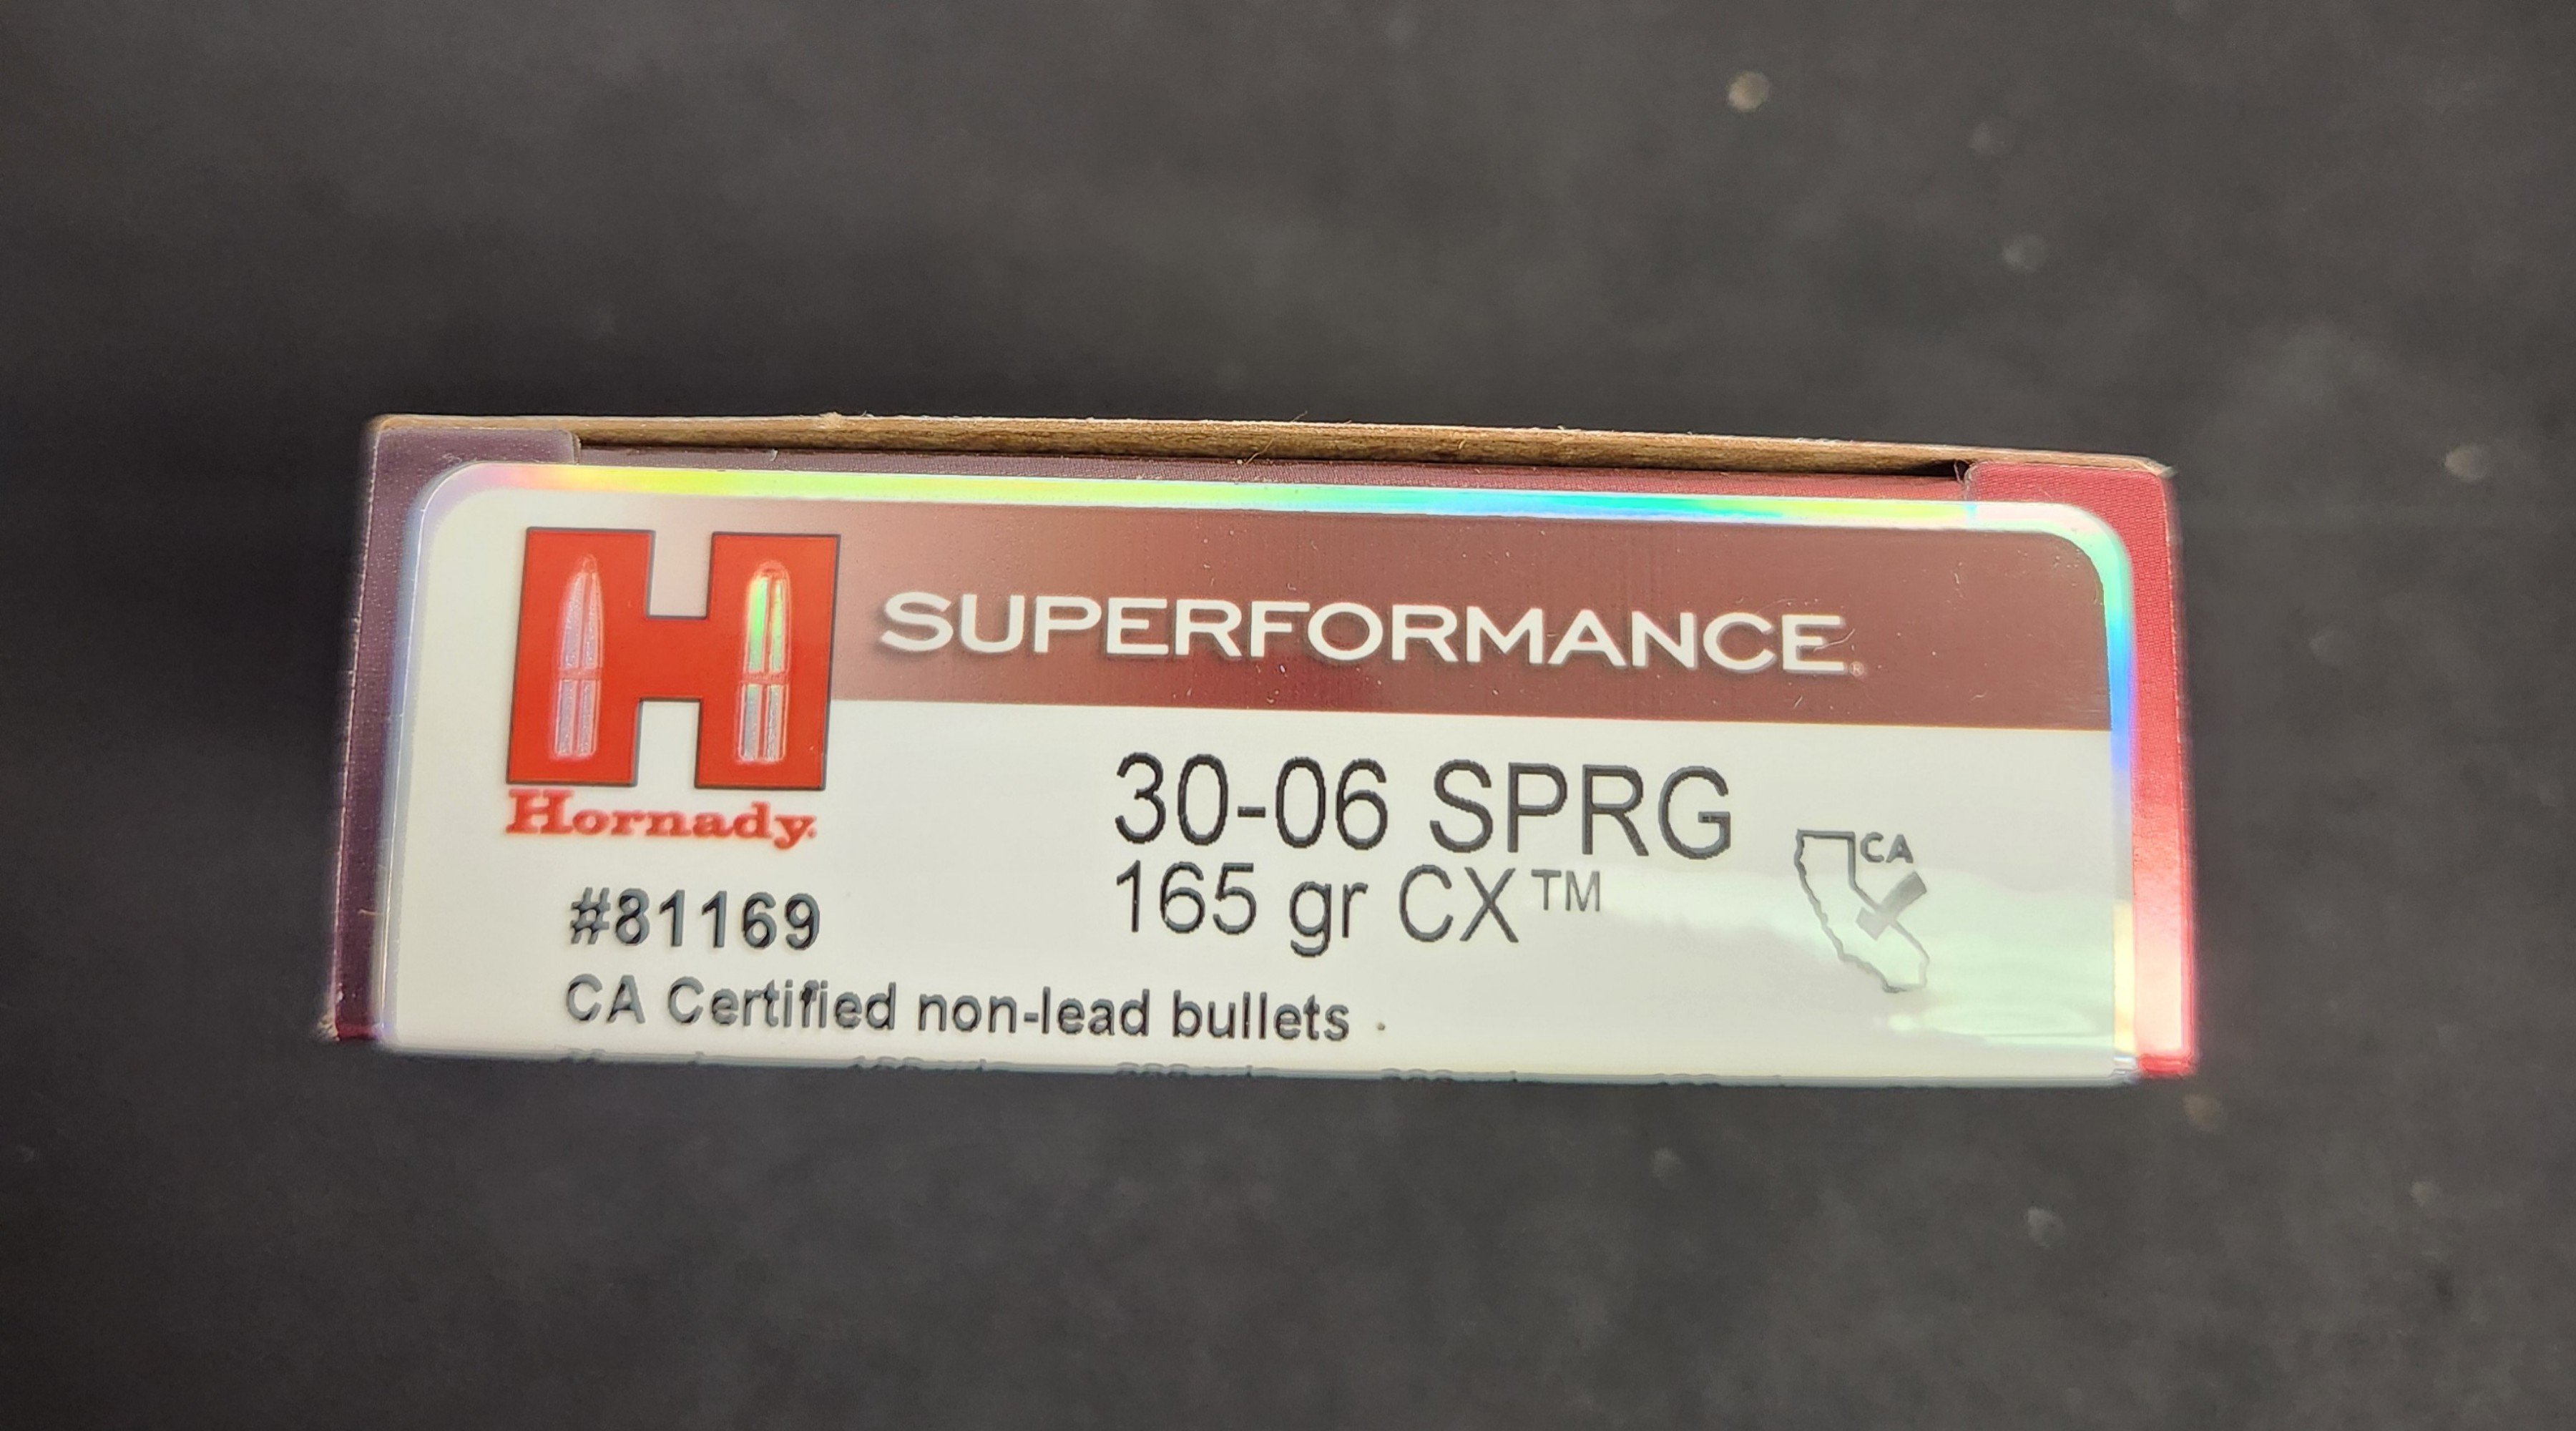 SUPERFORMANCE®
Hornady®
30-06 SPRG
165 gr CX™
CA
#81169
CA Certified non-lead bullets